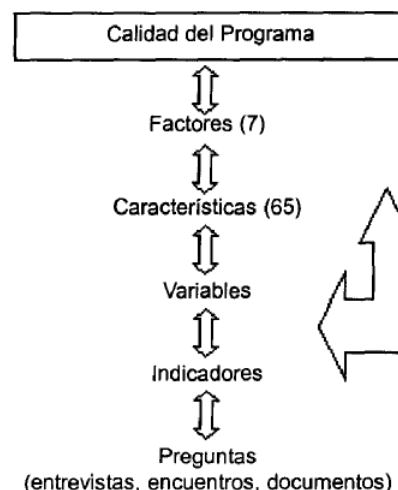 Calidad del Programa
Factores (7)
Características (65)
Variables
Indicadores
Preguntas
(entrevistas, encuentros, documentos)